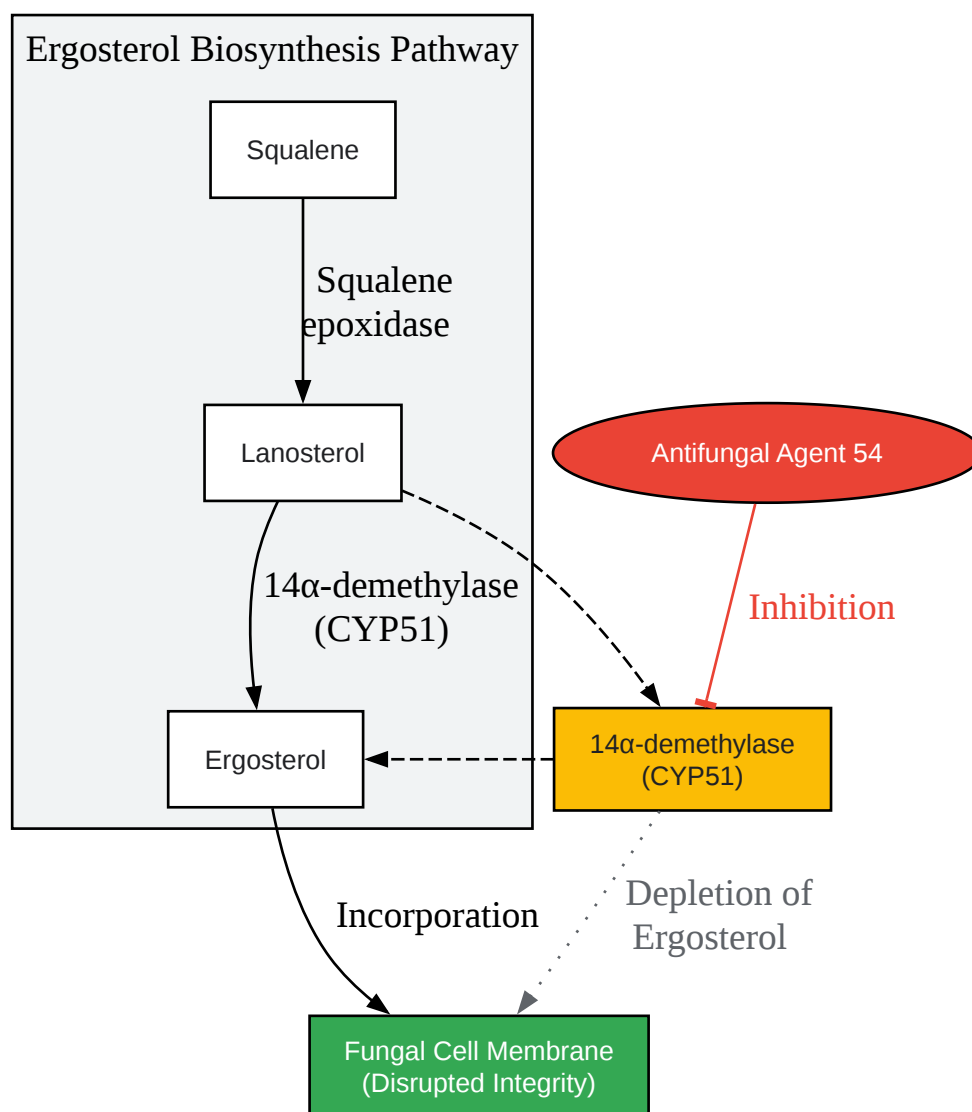 Ergosterol Biosynthesis Pathway
Squalene
Squalene
epoxidase
Lanosterol
Antifungal Agent 54
14α-demethylase
(CYP51)
Inhibition
Ergosterol
14α-demethylase
(CYP51)
Incorporation
Depletion of
Ergosterol
Fungal Cell Membrane
(Disrupted Integrity)